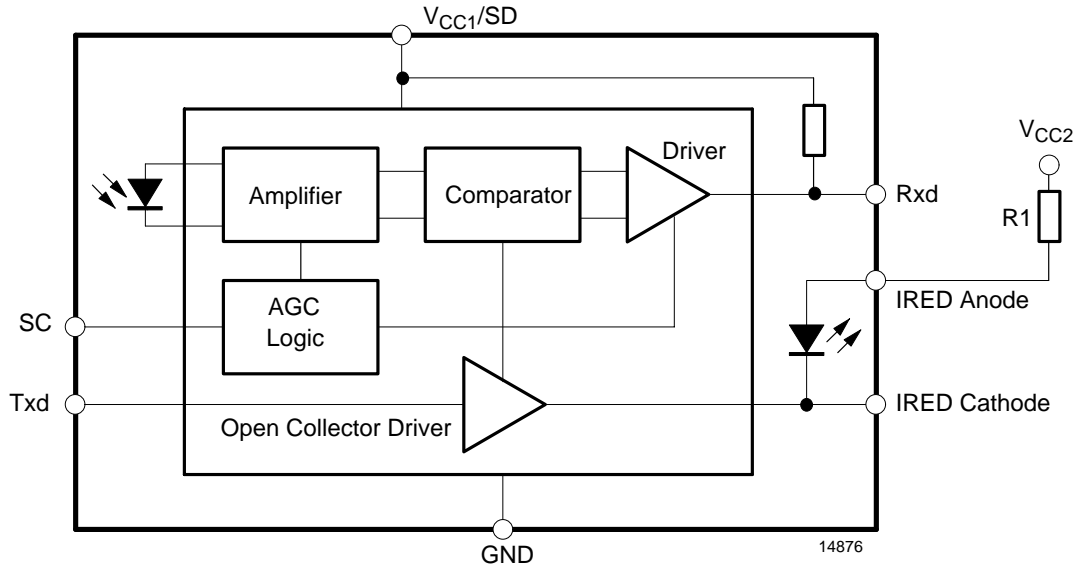 VCC1/SD
Driver
VCC2
Amplifier
Comparator
Rxd
R1
AGC
Logic
IRED Anode
SC
Txd
Open Collector Driver
IRED Cathode
GND
14876